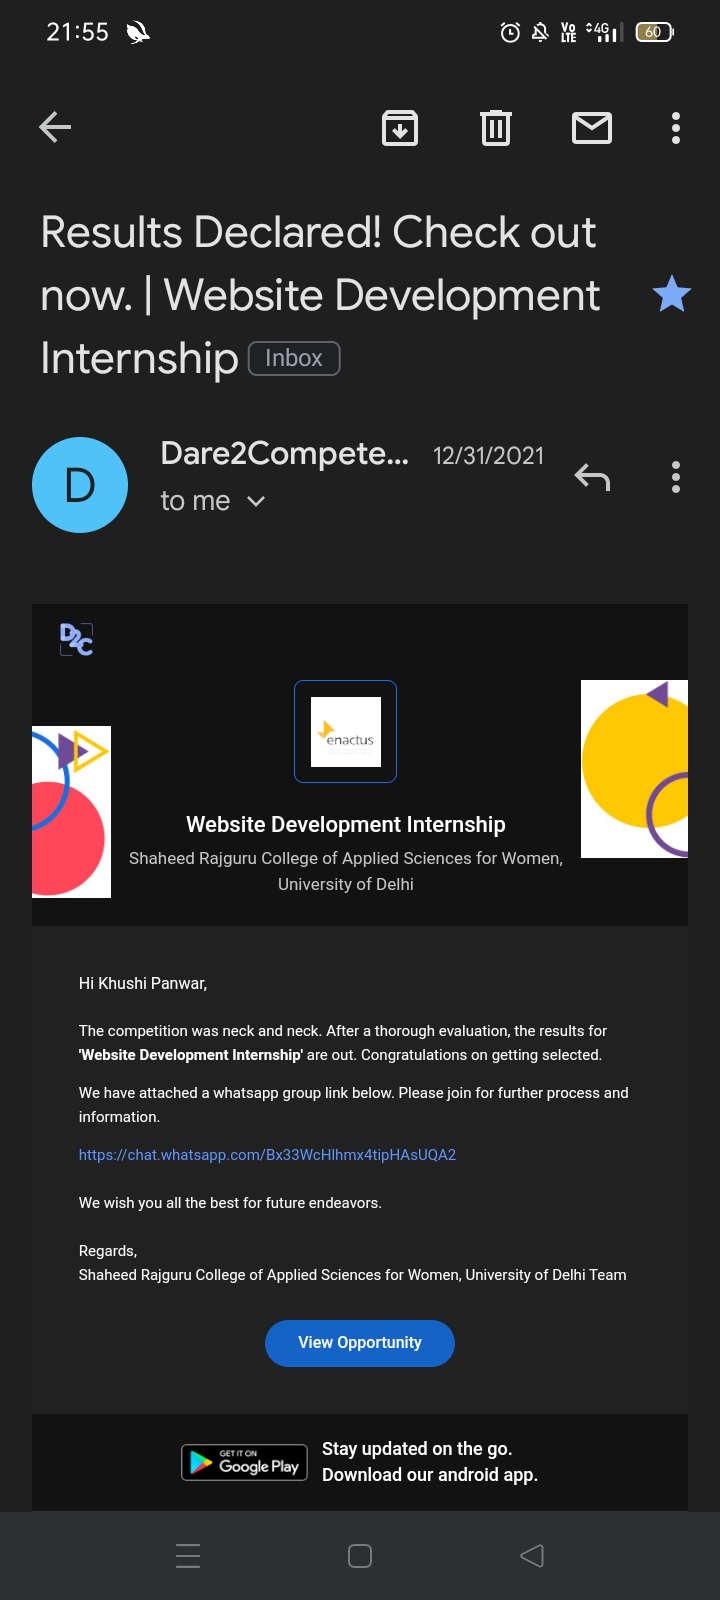 21:55
Vo
LTE
4G
60
Results Declared! Check out
now. | Website Development
Internship Inbox
D
Dare2Compete... 12/31/2021
to me
D2C
enactus
Website Development Internship
Shaheed Rajguru College of Applied Sciences for Women,
University of Delhi
Hi Khushi Panwar,
The competition was neck and neck. After a thorough evaluation, the results for
'Website Development Internship' are out. Congratulations on getting selected.
We have attached a whatsapp group link below. Please join for further process and
information.
https://chat.whatsapp.com/Bx33WcHIhmx4tipHAsUQA2
We wish you all the best for future endeavors.
Regards,
Shaheed Rajguru College of Applied Sciences for Women, University of Delhi Team
View Opportunity
GET IT ON
Google Play
Stay updated on the go.
Download our android app.